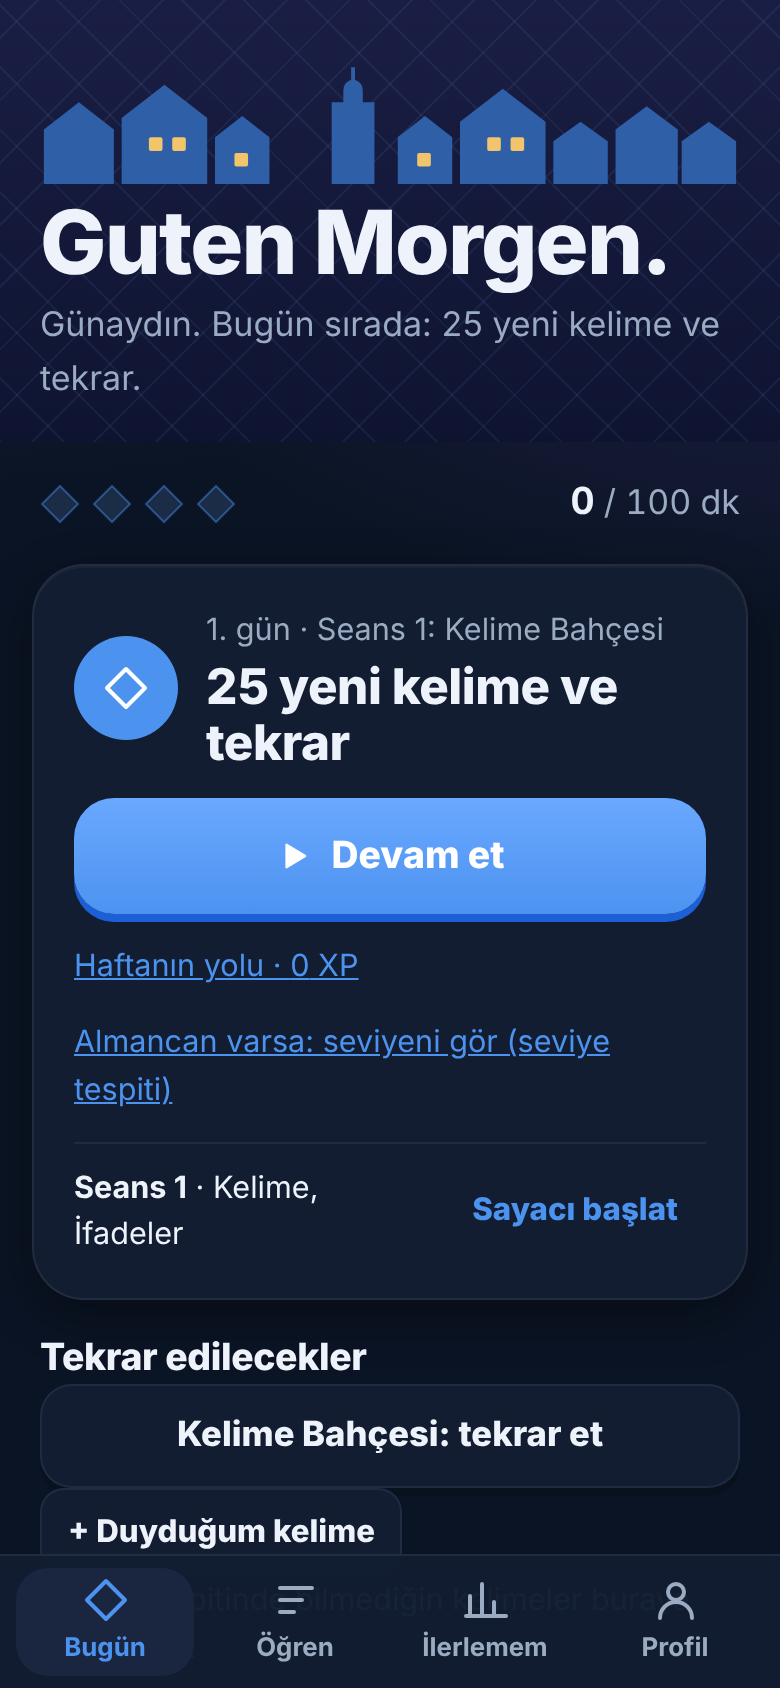 Guten Morgen.
Günaydın. Bugün sırada: 25 yeni kelime ve
tekrar.
0 / 100 dk
1. gün · Seans 1: Kelime Bahçesi
25 yeni kelime ve
tekrar
Devam et
Haftanın yolu · 0 XP
Almancan varsa: seviyeni gör (seviye
tespiti)
Seans 1 · Kelime,
İfadeler
Sayacı başlat
Tekrar edilecekler
Kelime Bahçesi: tekrar et
+ Duyduğum kelime
bilmediğin kelimeler
Bugün
Öğren
İlerlemem
Profil